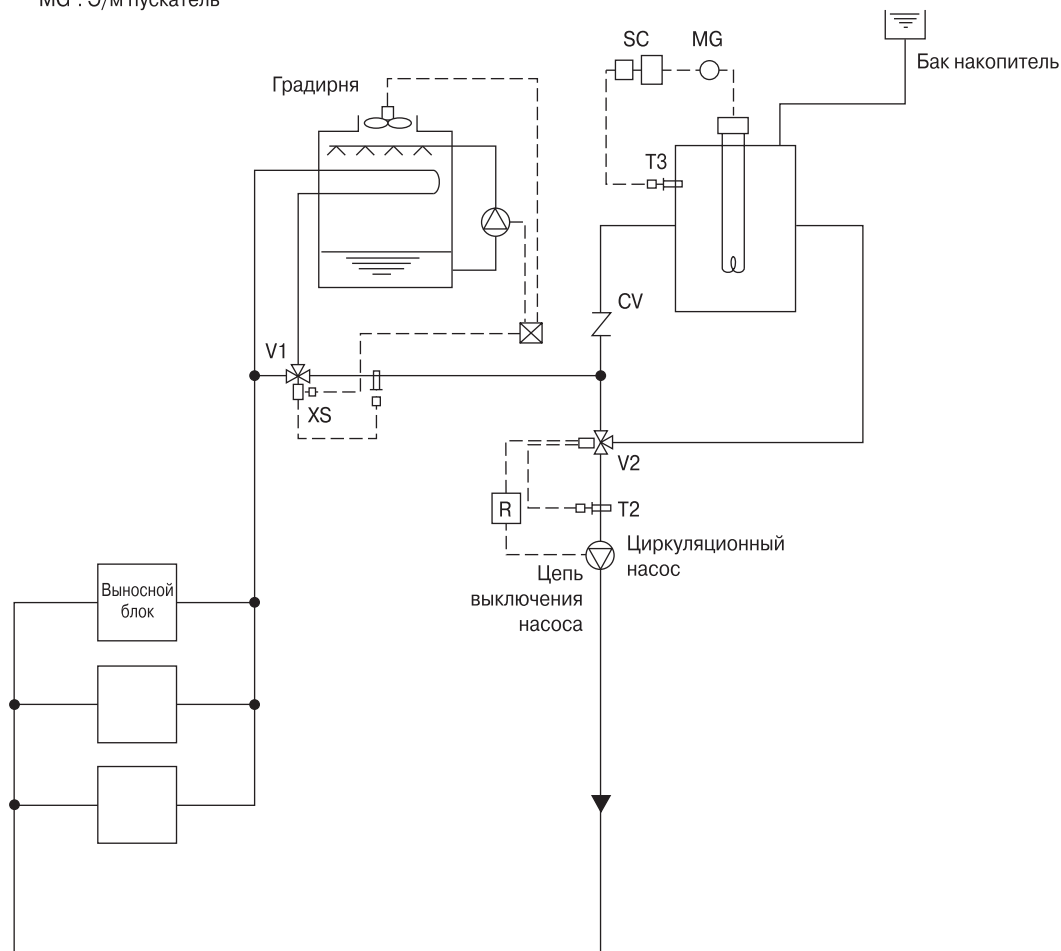 MG : Э/м пускатель
SC
MG
Бак накопитель
Градирня
T3
CV
V1
XS
V2
R
T2
Циркуляционный
насос
Цепь
выключения
насоса
Выносной
блок